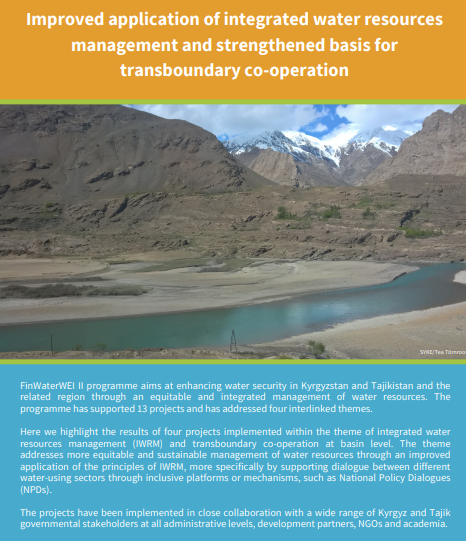 Improved application of integrated water resources
management and strengthened basis for
transboundary co-operation
SYKE/Tea Törnroos
FinWaterWEI II programme aims at enhancing water security in Kyrgyzstan and Tajikistan and the
related region through an equitable and integrated management of water resources. The
programme has supported 13 projects and has addressed four interlinked themes.
Here we highlight the results of four projects implemented within the theme of integrated water
resources management (IWRM) and transboundary co-operation at basin level. The theme
addresses more equitable and sustainable management of water resources through an improved
application of the principles of IWRM, more specifically by supporting dialogue between different
water-using sectors through inclusive platforms or mechanisms, such as National Policy Dialogues
(NPDs).
The projects have been implemented in close collaboration with a wide range of Kyrgyz and Tajik
governmental stakeholders at all administrative levels, development partners, NGOs and academia.